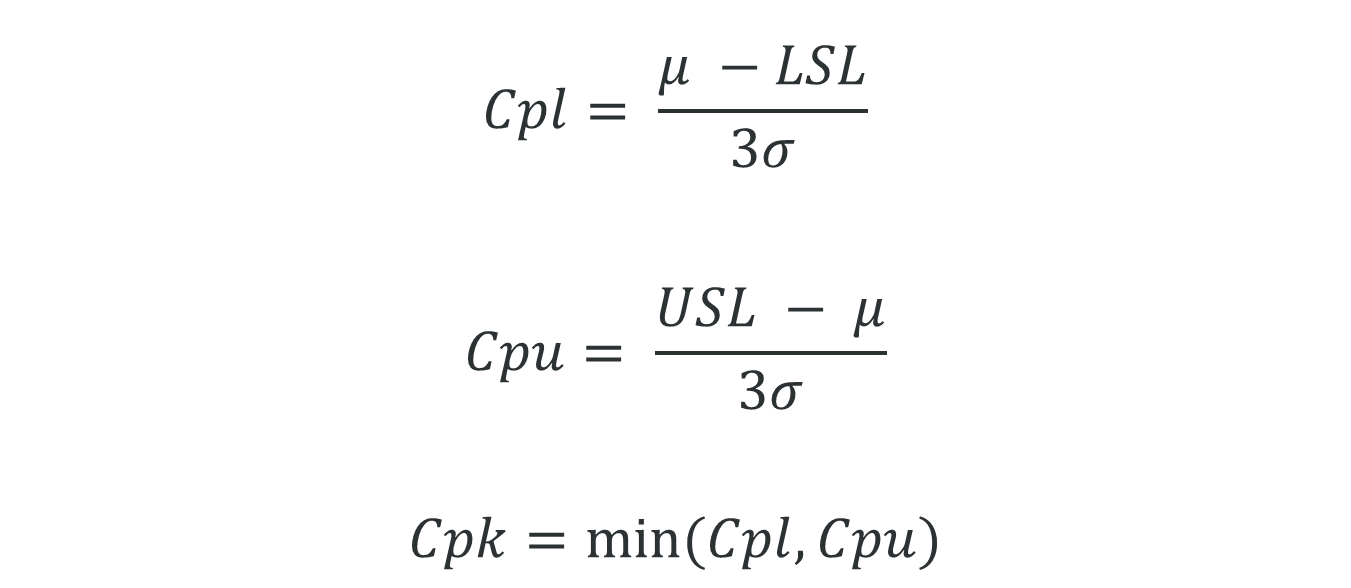 Cpl = μ − LSL / 3σ
Cpu = USL − μ / 3σ
Cpk = min(Cpl, Cpu)